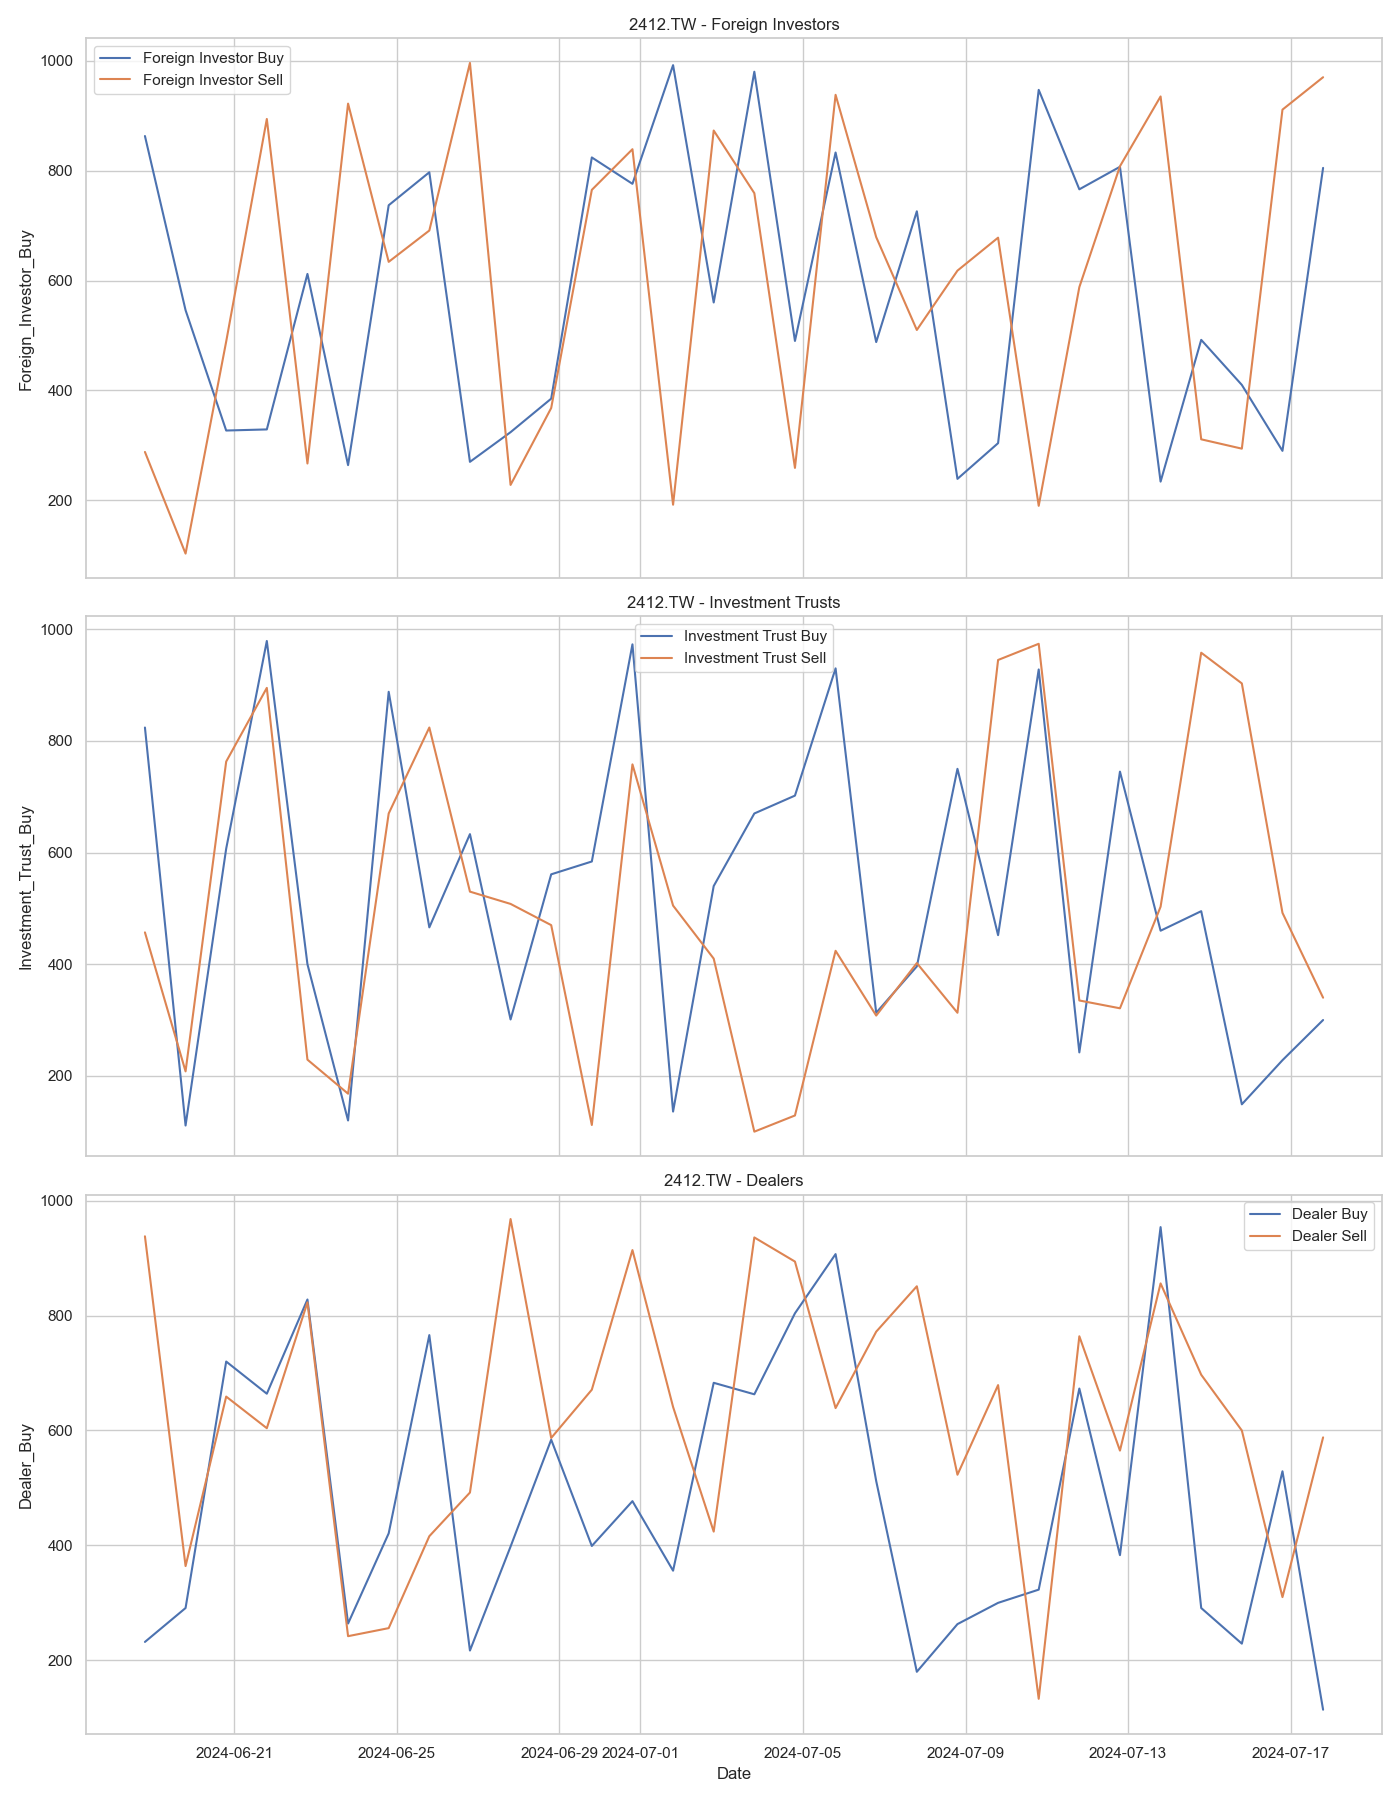 2412.TW - Foreign Investors
Foreign Investor Buy
Foreign Investor Sell
1000
800
600
400
200
Foreign_Investor_Buy
2412.TW - Investment Trusts
Investment Trust Buy
Investment Trust Sell
1000
800
600
400
200
Investment_Trust_Buy
2412.TW - Dealers
Dealer Buy
Dealer Sell
1000
800
600
400
200
Dealer_Buy
2024-06-21 2024-06-25 2024-06-29 2024-07-01 2024-07-05 2024-07-09 2024-07-13 2024-07-17
Date